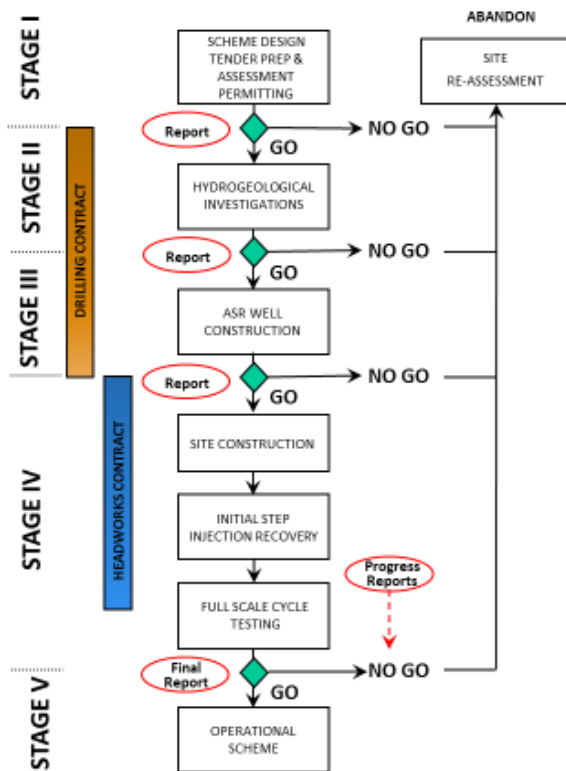 STAGE I
SCHEME DESIGN
TENDER PREP &
ASSESSMENT
PERMITTING
ABANDON
SITE
RE-ASSESSMENT
Report
GO
NO GO
STAGE II
DRILLING CONTRACT
HYDROGEOLOGICAL
INVESTIGATIONS
Report
GO
NO GO
STAGE III
ASR WELL
CONSTRUCTION
Report
GO
NO GO
STAGE IV
HEADWORKS CONTRACT
SITE CONSTRUCTION
INITIAL STEP
INJECTION RECOVERY
Progress
Reports
FULL SCALE CYCLE
TESTING
Final
Report
GO
NO GO
STAGE V
OPERATIONAL
SCHEME